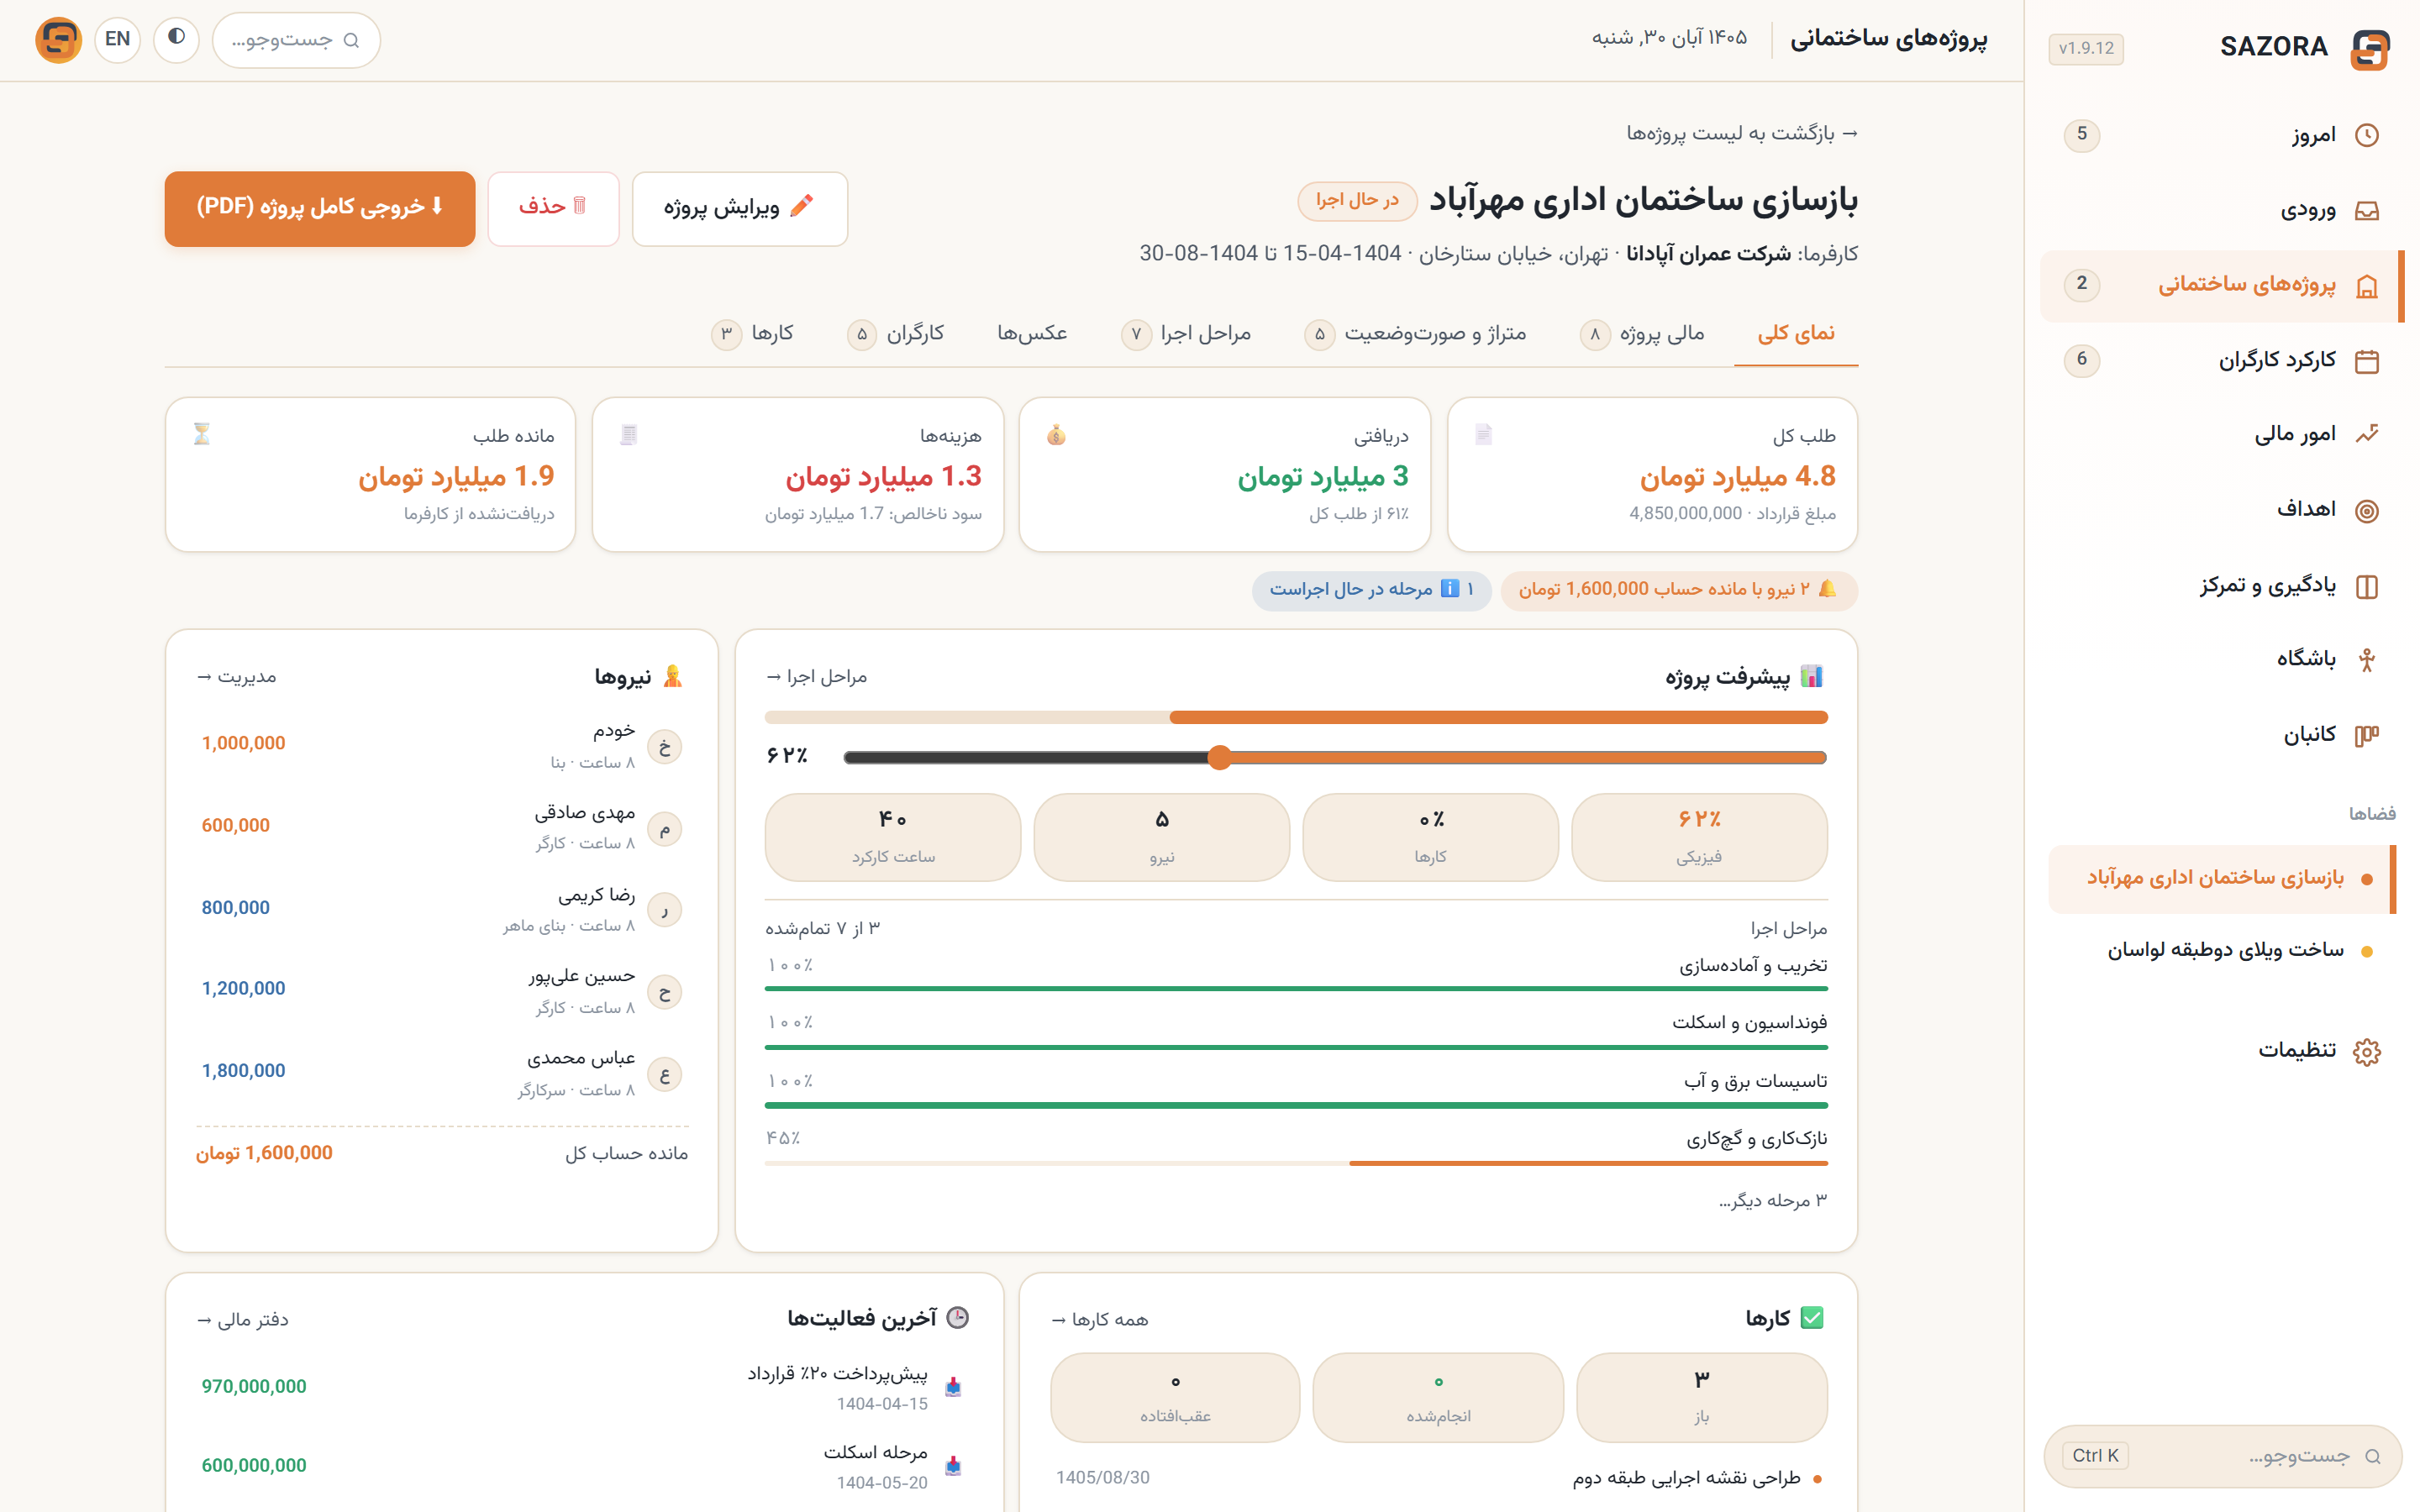 SAZORA
v1.9.12
امروز
5
ورودی
پروژه‌های ساختمانی
2
کارکرد کارگران
6
امور مالی
اهداف
یادگیری و تمرکز
باشگاه
کانبان
فضاها
بازسازی ساختمان اداری مهرآباد
ساخت ویلای دوطبقه لواسان
تنظیمات
جست‌وجو...
Ctrl K
پروژه‌های ساختمانی
۱۴۰۵ آبان ۳۰, شنبه
جست‌وجو...
EN
→ بازگشت به لیست پروژه‌ها
بازسازی ساختمان اداری مهرآباد
در حال اجرا
کارفرما: شرکت عمران آپادانا · تهران، خیابان ستارخان · 1404-04-15 تا 1404-08-30
ویرایش پروژه
حذف
⬇ خروجی کامل پروژه (PDF)
نمای کلی
مالی پروژه ۸
متراژ و صورت‌وضعیت ۵
مراحل اجرا ۷
عکس‌ها
کارگران ۵
کارها ۳
طلب کل
4.8 میلیارد تومان
مبلغ قرارداد · 4,850,000,000
دریافتی
3 میلیارد تومان
۶۱٪ از طلب کل
هزینه‌ها
1.3 میلیارد تومان
سود ناخالص: 1.7 میلیارد تومان
مانده طلب
1.9 میلیارد تومان
دریافت‌نشده از کارفرما
🔔 ۲ نیرو با مانده حساب 1,600,000 تومان
۱ ℹ️ مرحله در حال اجراست
پیشرفت پروژه
مراحل اجرا →
۶۲٪
۶۲٪
فیزیکی
۰٪
کارها
۵
نیرو
۴۰
ساعت کارکرد
مراحل اجرا
۳ از ۷ تمام‌شده
تخریب و آماده‌سازی
۱۰۰٪
فونداسیون و اسکلت
۱۰۰٪
تاسیسات برق و آب
۱۰۰٪
نازک‌کاری و گچ‌کاری
۴۵٪
۳ مرحله دیگر...
نیروها
مدیریت →
خ
خودم
۸ ساعت · بنا
1,000,000
م
مهدی صادقی
۸ ساعت · کارگر
600,000
ر
رضا کریمی
۸ ساعت · بنای ماهر
800,000
ح
حسین علی‌پور
۸ ساعت · کارگر
1,200,000
ع
عباس محمدی
۸ ساعت · سرکارگر
1,800,000
مانده حساب کل
1,600,000 تومان
کارها
همه کارها →
۳
باز
۰
انجام‌شده
۰
عقب‌افتاده
طراحی نقشه اجرایی طبقه دوم
1405/08/30
آخرین فعالیت‌ها
دفتر مالی →
پیش‌پرداخت ۲۰٪ قرارداد
1404-04-15
970,000,000
مرحله اسکلت
1404-05-20
600,000,000